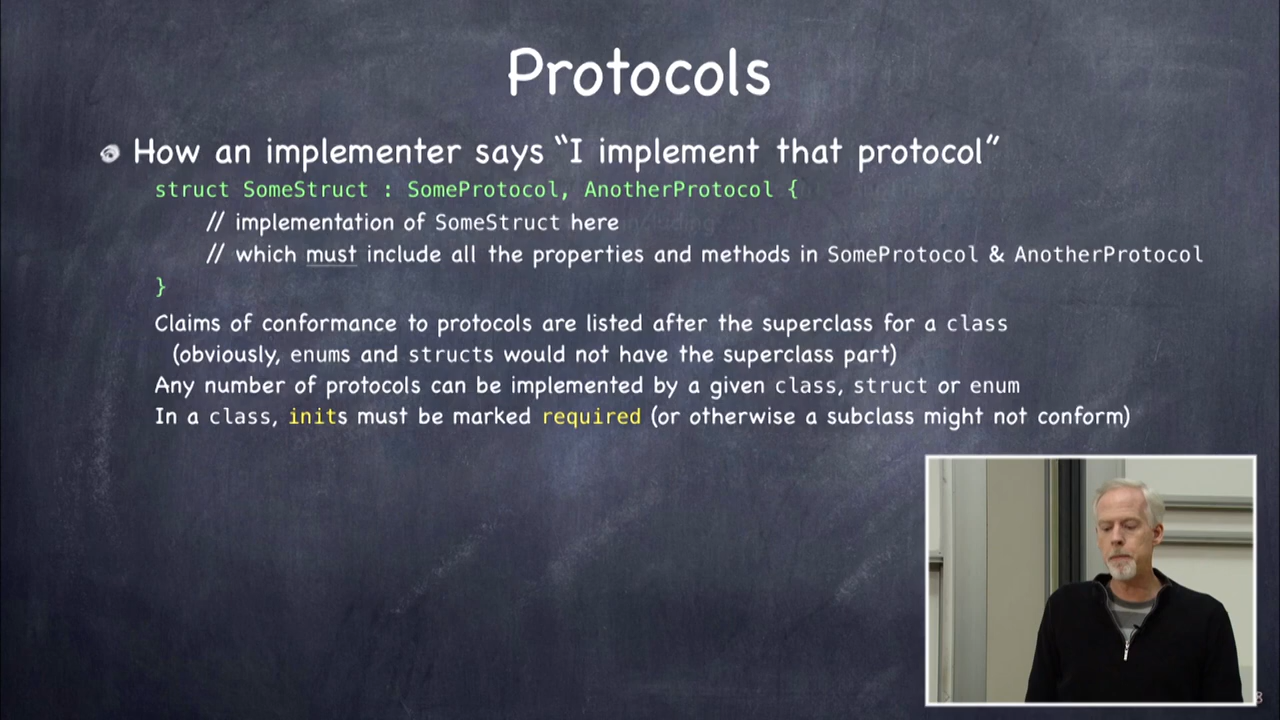 Protocols
How an implementer says “I implement that protocol”
struct SomeStruct : SomeProtocol, AnotherProtocol {
// implementation of SomeStruct here
// which must include all the properties and methods in SomeProtocol & AnotherProtocol
}
Claims of conformance to protocols are listed after the superclass for a class
(obviously, enums and structs would not have the superclass part)
Any number of protocols can be implemented by a given class, struct or enum
In a class, inits must be marked required (or otherwise a subclass might not conform)
8